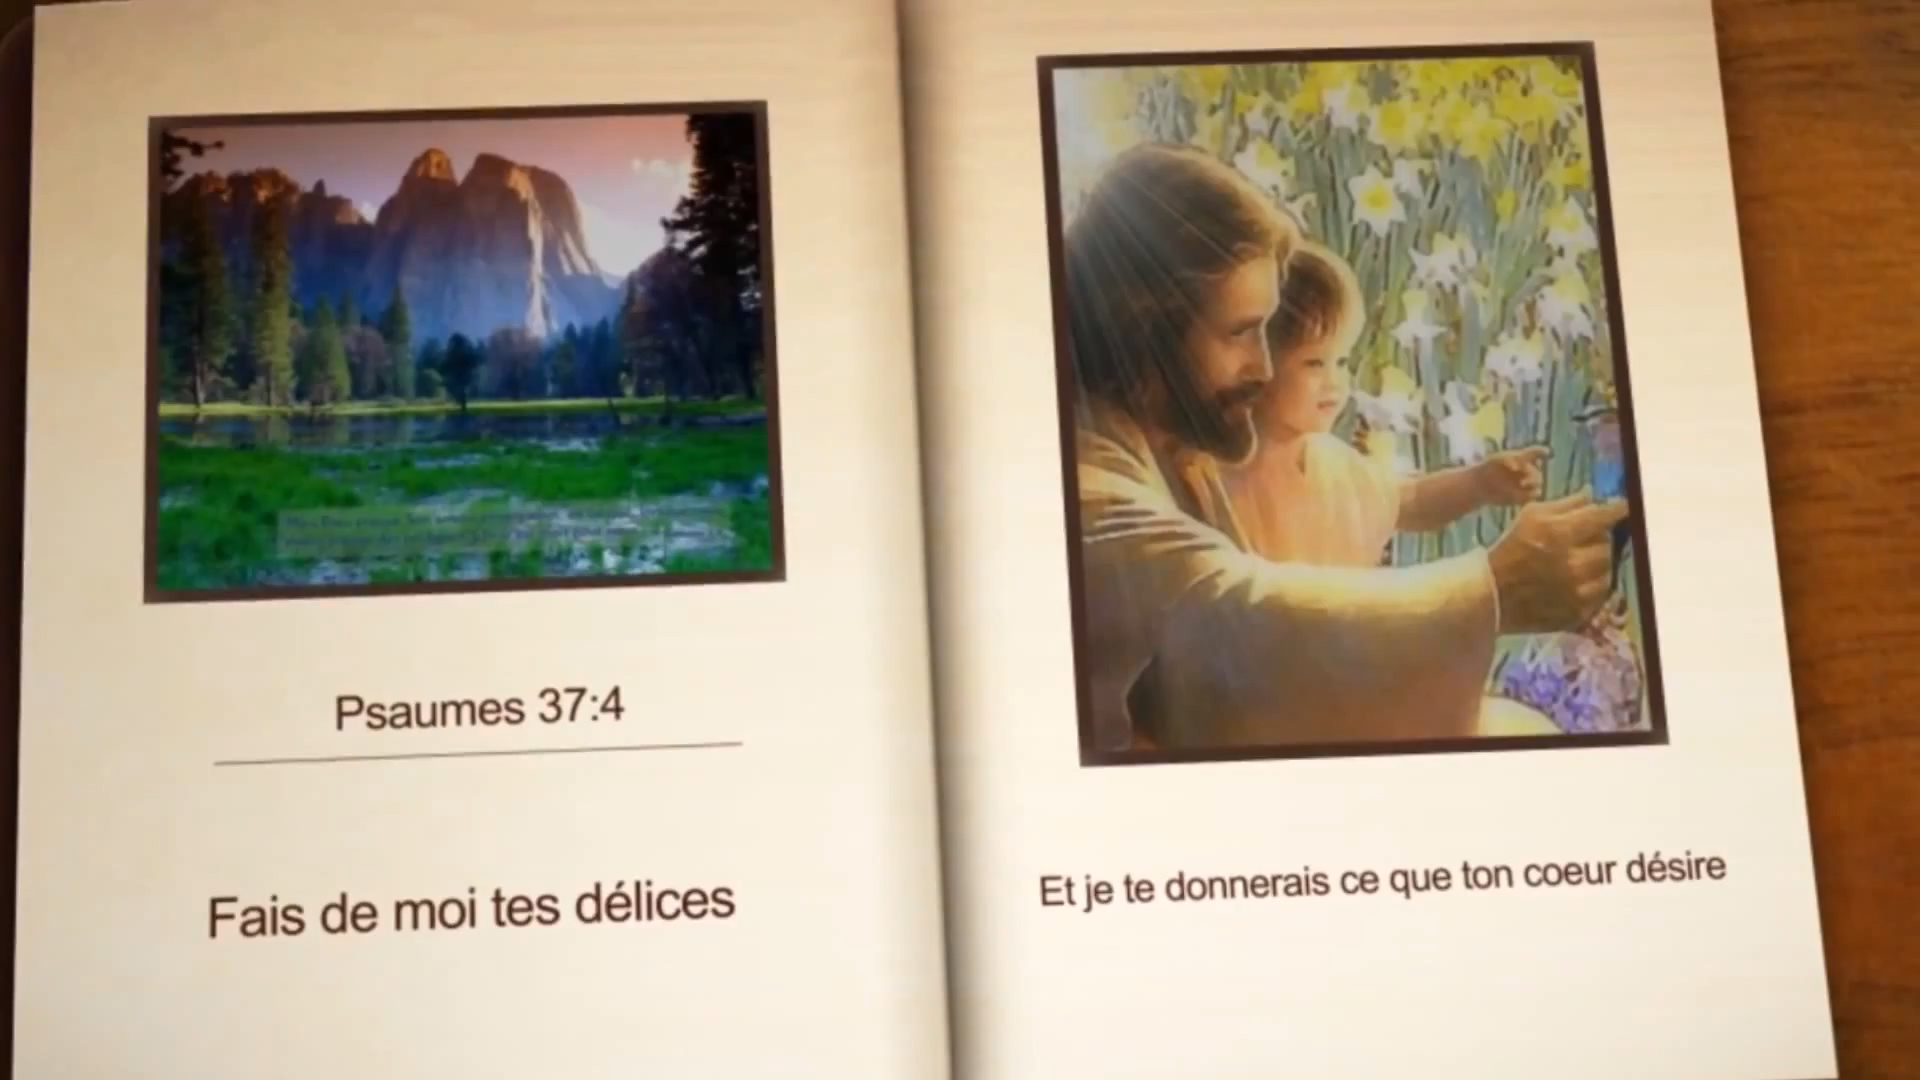 Psaumes 37:4
Fais de moi tes délices
Et je te donnerais ce que ton coeur désire